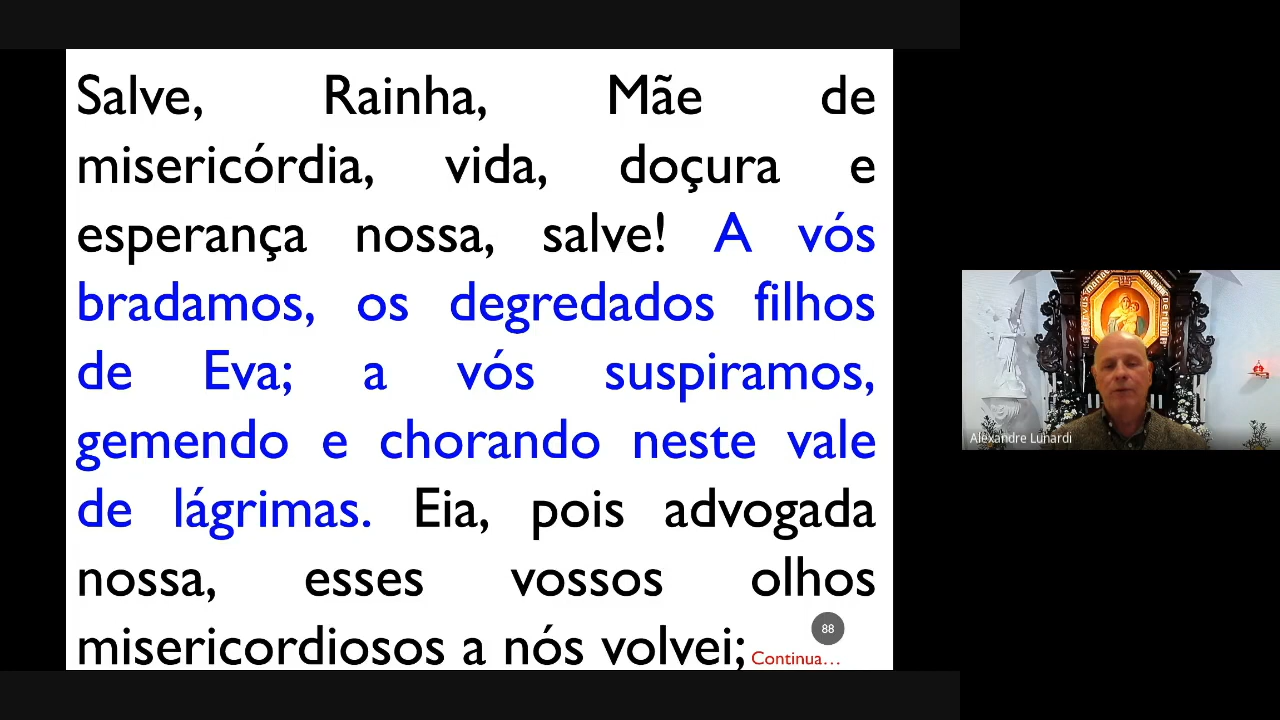 Salve, Rainha, Mãe de
misericórdia, vida, doçura e
esperança nossa, salve! A vós
bradamos, os degredados filhos
de Eva; a vós suspiramos,
gemendo e chorando neste vale
de lágrimas. Eia, pois advogada
nossa, esses vossos olhos
misericordiosos a nós volvei;
88
Continua...
Alexandre Lunardi